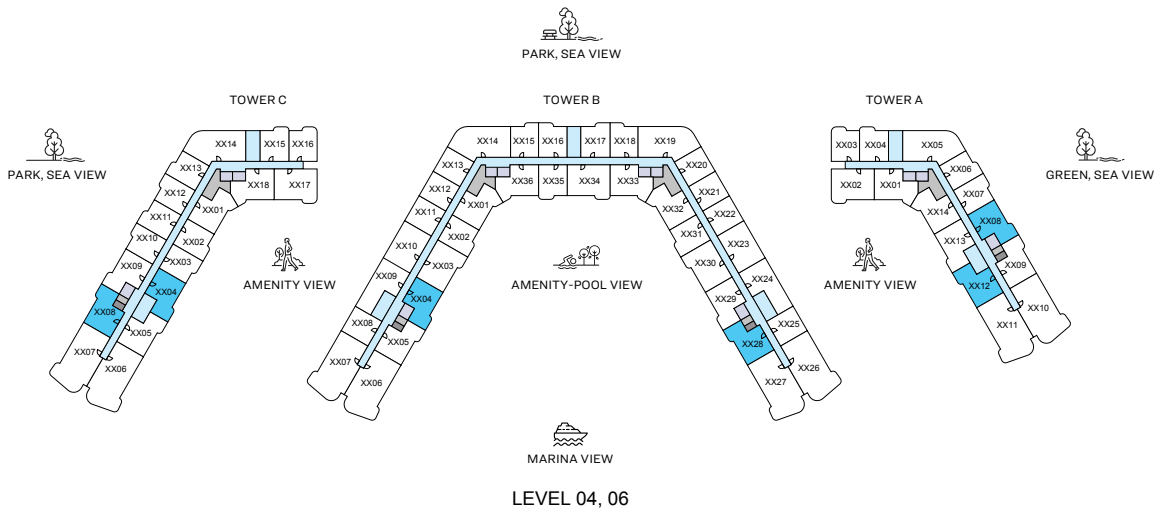 PARK, SEA VIEW
TOWER C
TOWER B
TOWER A
PARK, SEA VIEW
GREEN, SEA VIEW
XX14
XX15
XX16
XX13
XX12
XX11
XX10
XX09
XX08
XX07
XX06
XX05
XX04
XX03
XX02
XX01
XX18
XX17
XX14
XX15
XX16
XX17
XX18
XX19
XX13
XX12
XX11
XX10
XX09
XX08
XX07
XX06
XX05
XX04
XX03
XX02
XX01
XX36
XX35
XX34
XX33
XX32
XX31
XX30
XX29
XX28
XX27
XX26
XX25
XX24
XX23
XX22
XX21
XX20
XX03
XX04
XX05
XX02
XX01
XX06
XX07
XX08
XX09
XX10
XX11
XX12
XX13
XX14
AMENITY VIEW
AMENITY-POOL VIEW
AMENITY VIEW
MARINA VIEW
LEVEL 04, 06